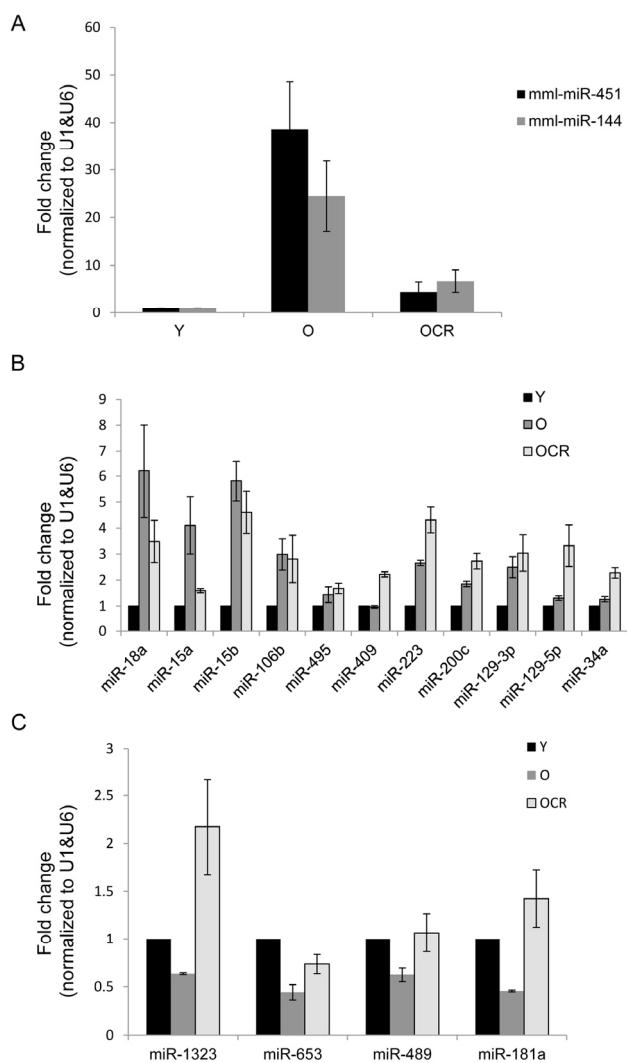 A
Fold change
(normalized to U1&U6)
60
50
40
30
20
10
0
Y
O
OCR
mml-miR-451
mml-miR-144
B
Fold change
(normalized to U1&U6)
9
8
7
6
5
4
3
2
1
0
Y
O
OCR
miR-18a
miR-15a
miR-15b
miR-106b
miR-495
miR-409
miR-223
miR-200c
miR-129-3p
miR-129-5p
miR-34a
C
Fold change
(normalized to U1&U6)
3
2.5
2
1.5
1
0.5
0
Y
O
OCR
miR-1323
miR-653
miR-489
miR-181a